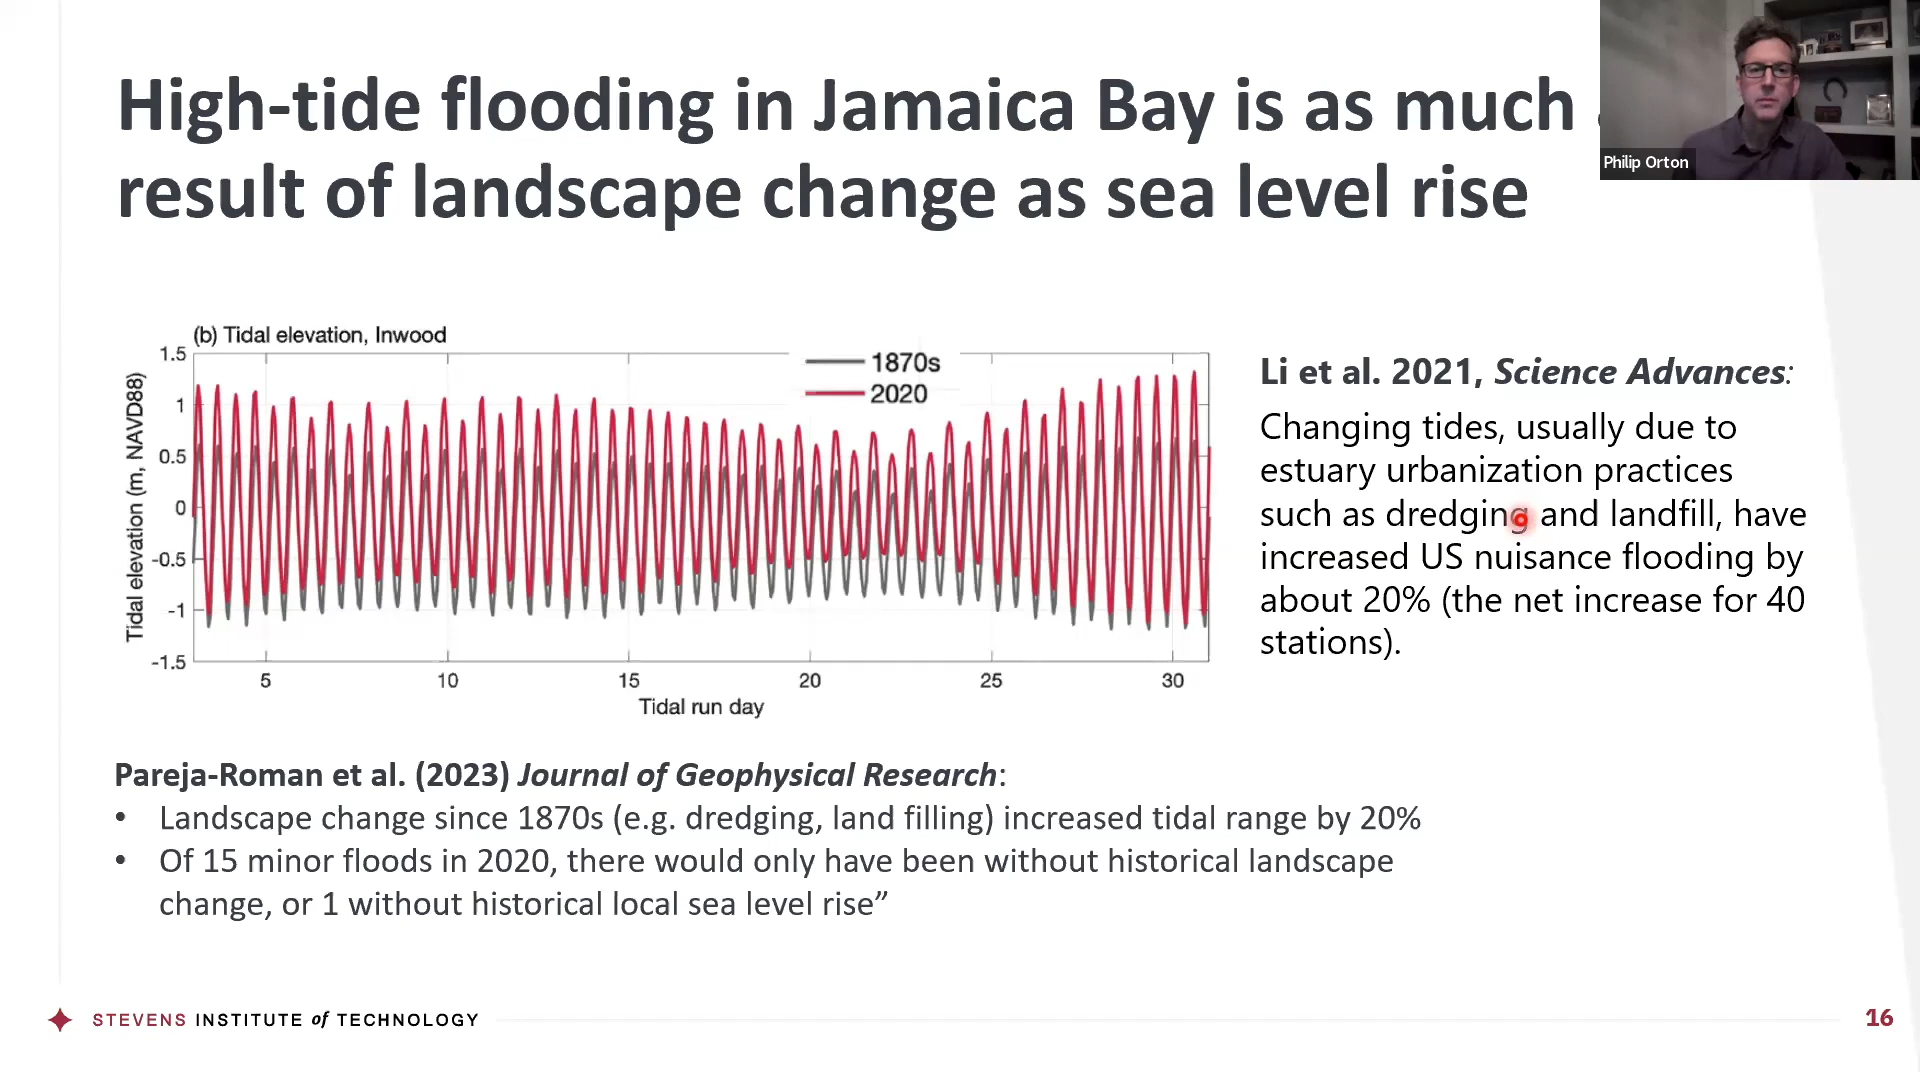 High-tide flooding in Jamaica Bay is as much
result of landscape change as sea level rise
Philip Orton
(b) Tidal elevation, Inwood
1870s
2020
Tidal elevation (m, NAVD88)
1.5
1
0.5
0
-0.5
-1
-1.5
5 10 15 20 25 30
Tidal run day
Li et al. 2021, Science Advances:
Changing tides, usually due to
estuary urbanization practices
such as dredging and landfill, have
increased US nuisance flooding by
about 20% (the net increase for 40
stations).
Pareja-Roman et al. (2023) Journal of Geophysical Research:
• Landscape change since 1870s (e.g. dredging, land filling) increased tidal range by 20%
• Of 15 minor floods in 2020, there would only have been without historical landscape
change, or 1 without historical local sea level rise”
STEVENS INSTITUTE of TECHNOLOGY
16